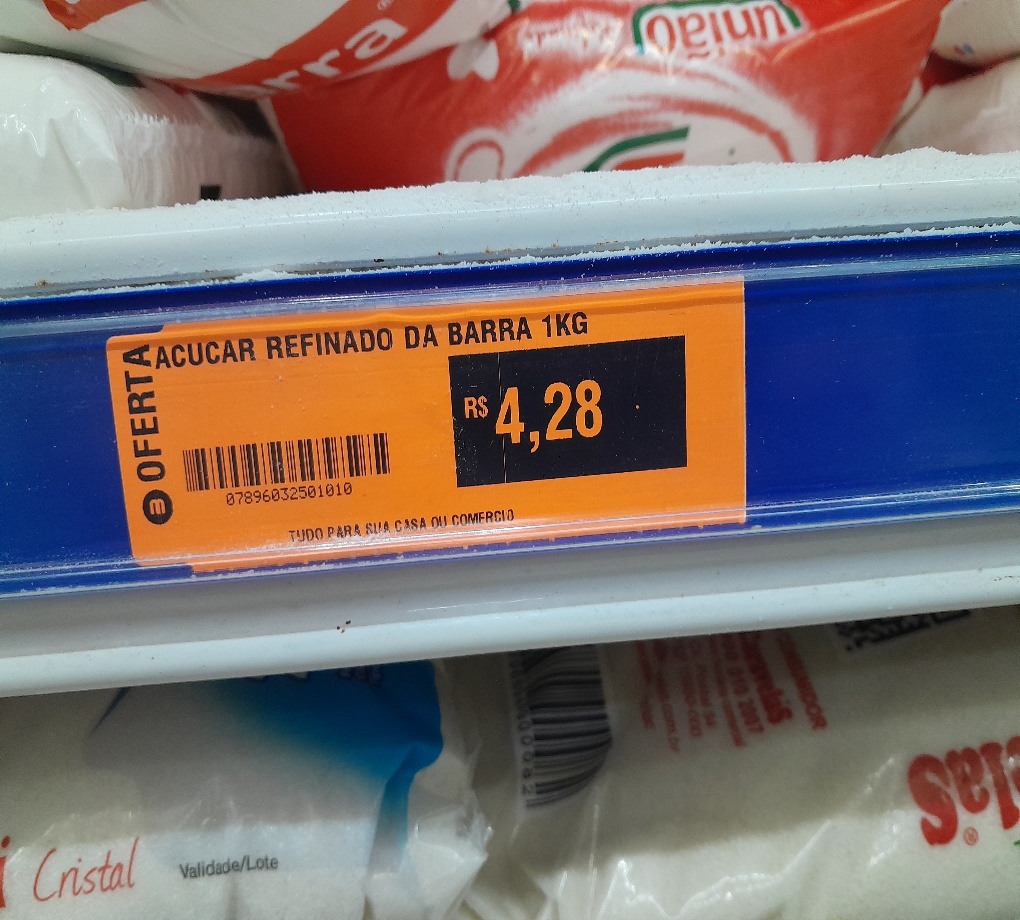 união
ACUCAR REFINADO DA BARRA 1KG
OFERTA
R$ 4,28
07896032501010
TUDO PARA SUA CASA OU COMERCIO
Cristal
Validade/Lote